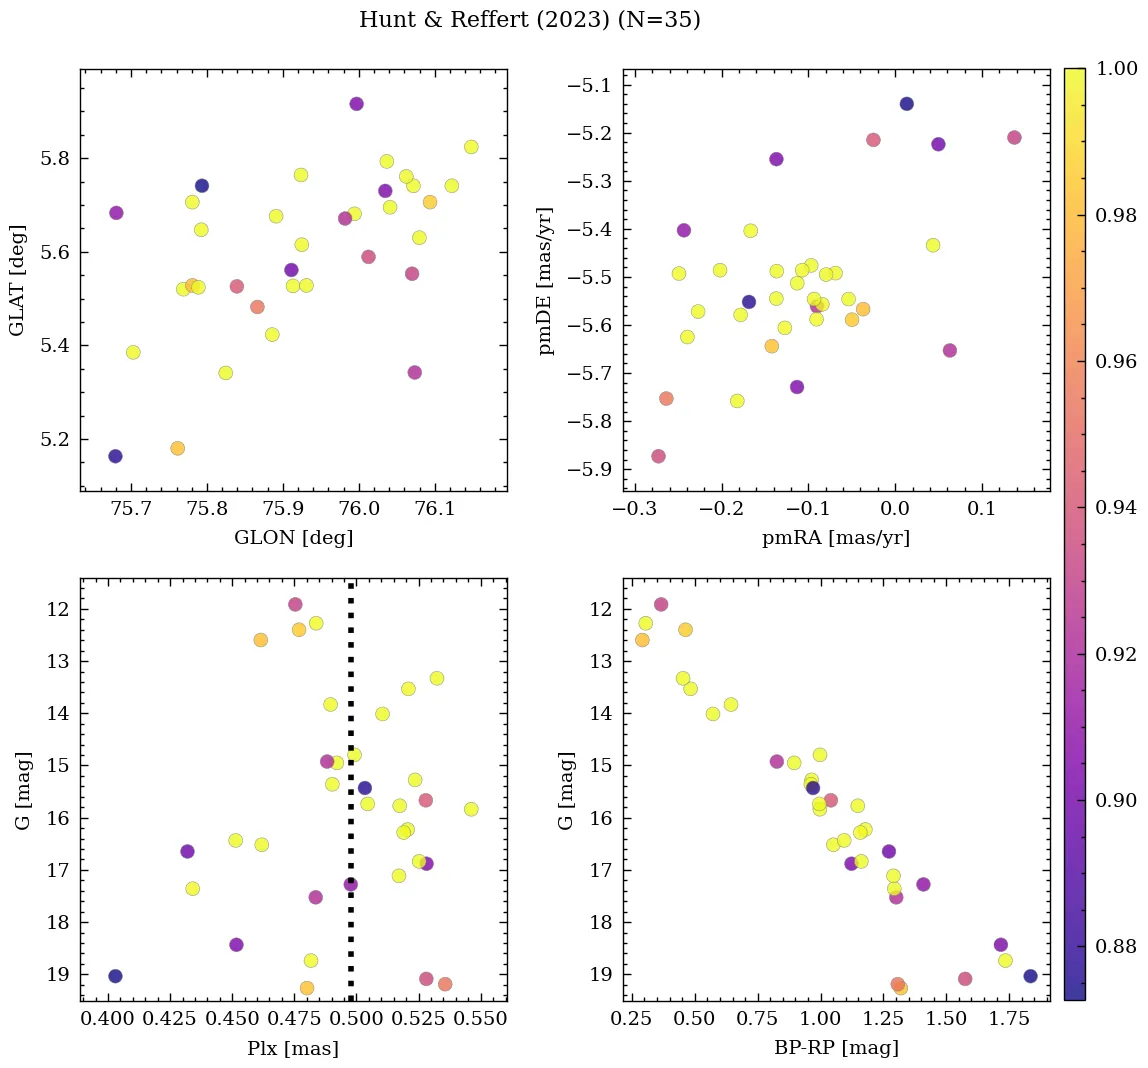 Hunt & Reffert (2023) (N=35)
5.8
5.6
5.4
5.2
GLAT [deg]
75.7 75.8 75.9 76.0 76.1
GLON [deg]
−5.1
−5.2
−5.3
−5.4
−5.5
−5.6
−5.7
−5.8
−5.9
pmDE [mas/yr]
−0.3 −0.2 −0.1 0.0 0.1
pmRA [mas/yr]
1.00
0.98
0.96
0.94
0.92
0.90
0.88
12
13
14
15
16
17
18
19
G [mag]
0.400 0.425 0.450 0.475 0.500 0.525 0.550
Plx [mas]
12
13
14
15
16
17
18
19
G [mag]
0.25 0.50 0.75 1.00 1.25 1.50 1.75
BP-RP [mag]